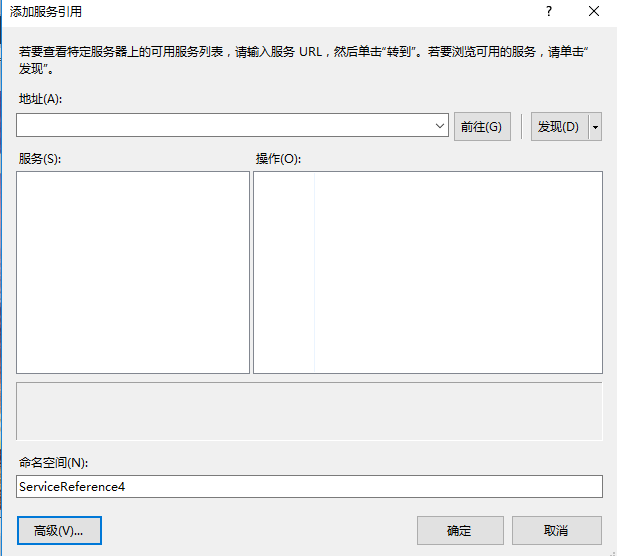 添加服务引用
?
若要查看特定服务器上的可用服务列表，请输入服务 URL，然后单击“转到”。若要浏览可用的服务，请单击“
发现”。
地址(A):
前往(G)
发现(D)
服务(S):
操作(O):
命名空间(N):
ServiceReference4
高级(V)...
确定
取消